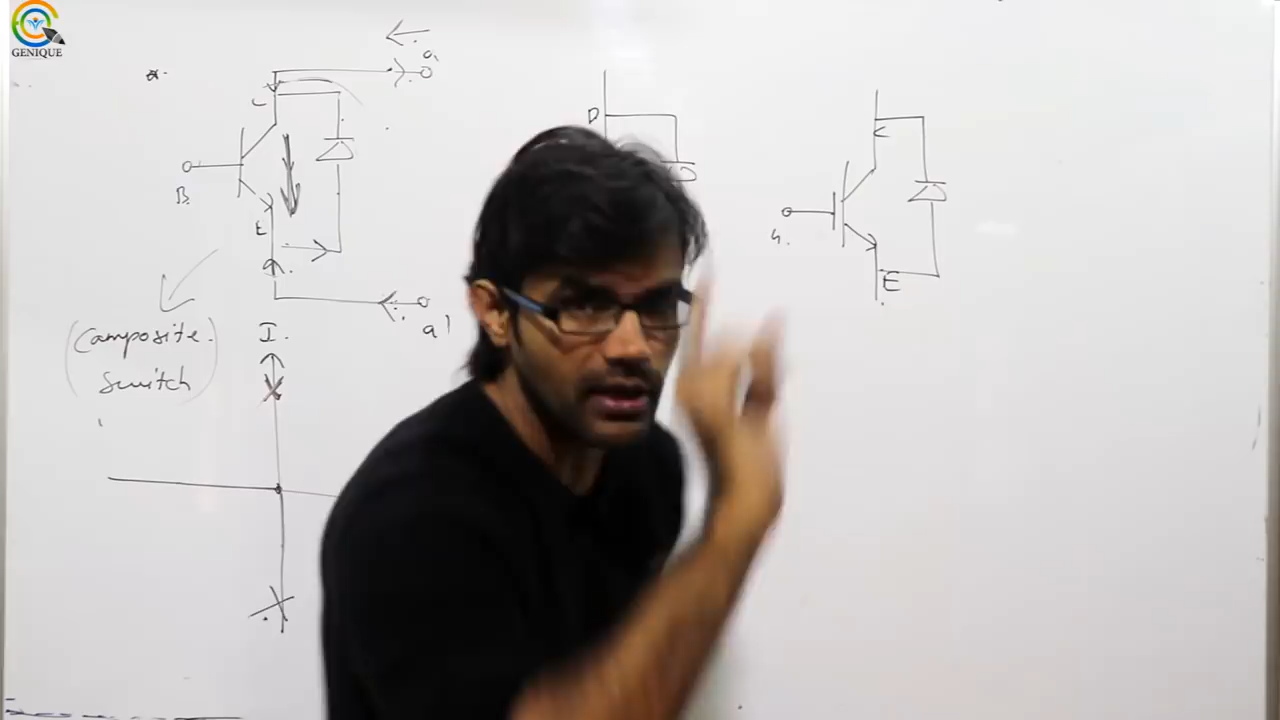 GENIQUE
C
B
E
a
a'
(Composite
Switch)
I.
D
C
G.
E